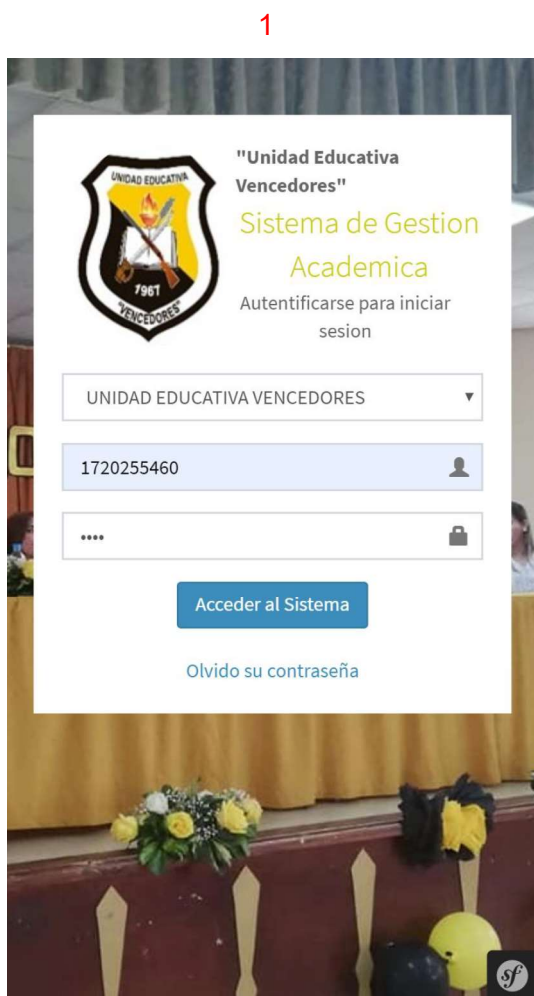 1
"Unidad Educativa
Vencedores"
Sistema de Gestion
Academica
Autentificarse para iniciar
sesion
UNIDAD EDUCATIVA
1967
"VENCEDORES"
UNIDAD EDUCATIVA VENCEDORES
1720255460
••••
Acceder al Sistema
Olvido su contraseña
sf